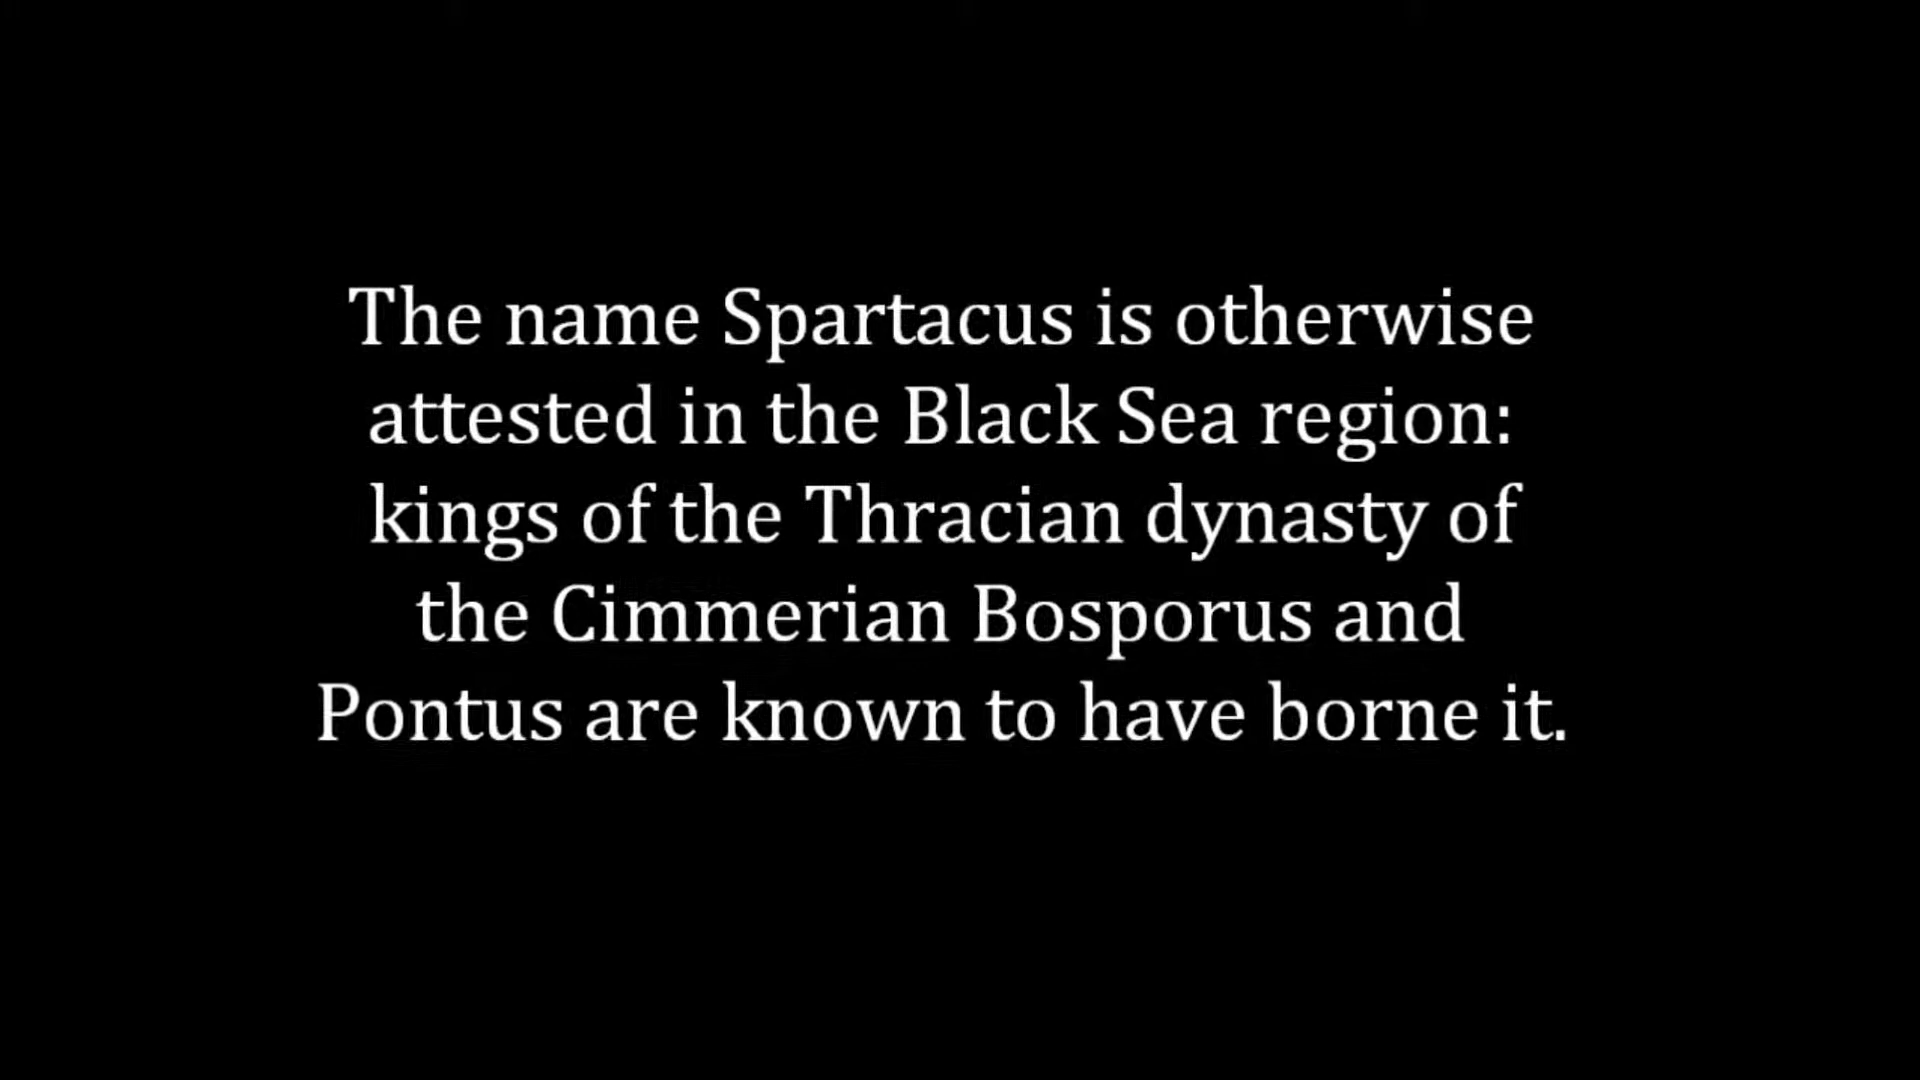 The name Spartacus is otherwise
attested in the Black Sea region:
kings of the Thracian dynasty of
the Cimmerian Bosporus and
Pontus are known to have borne it.